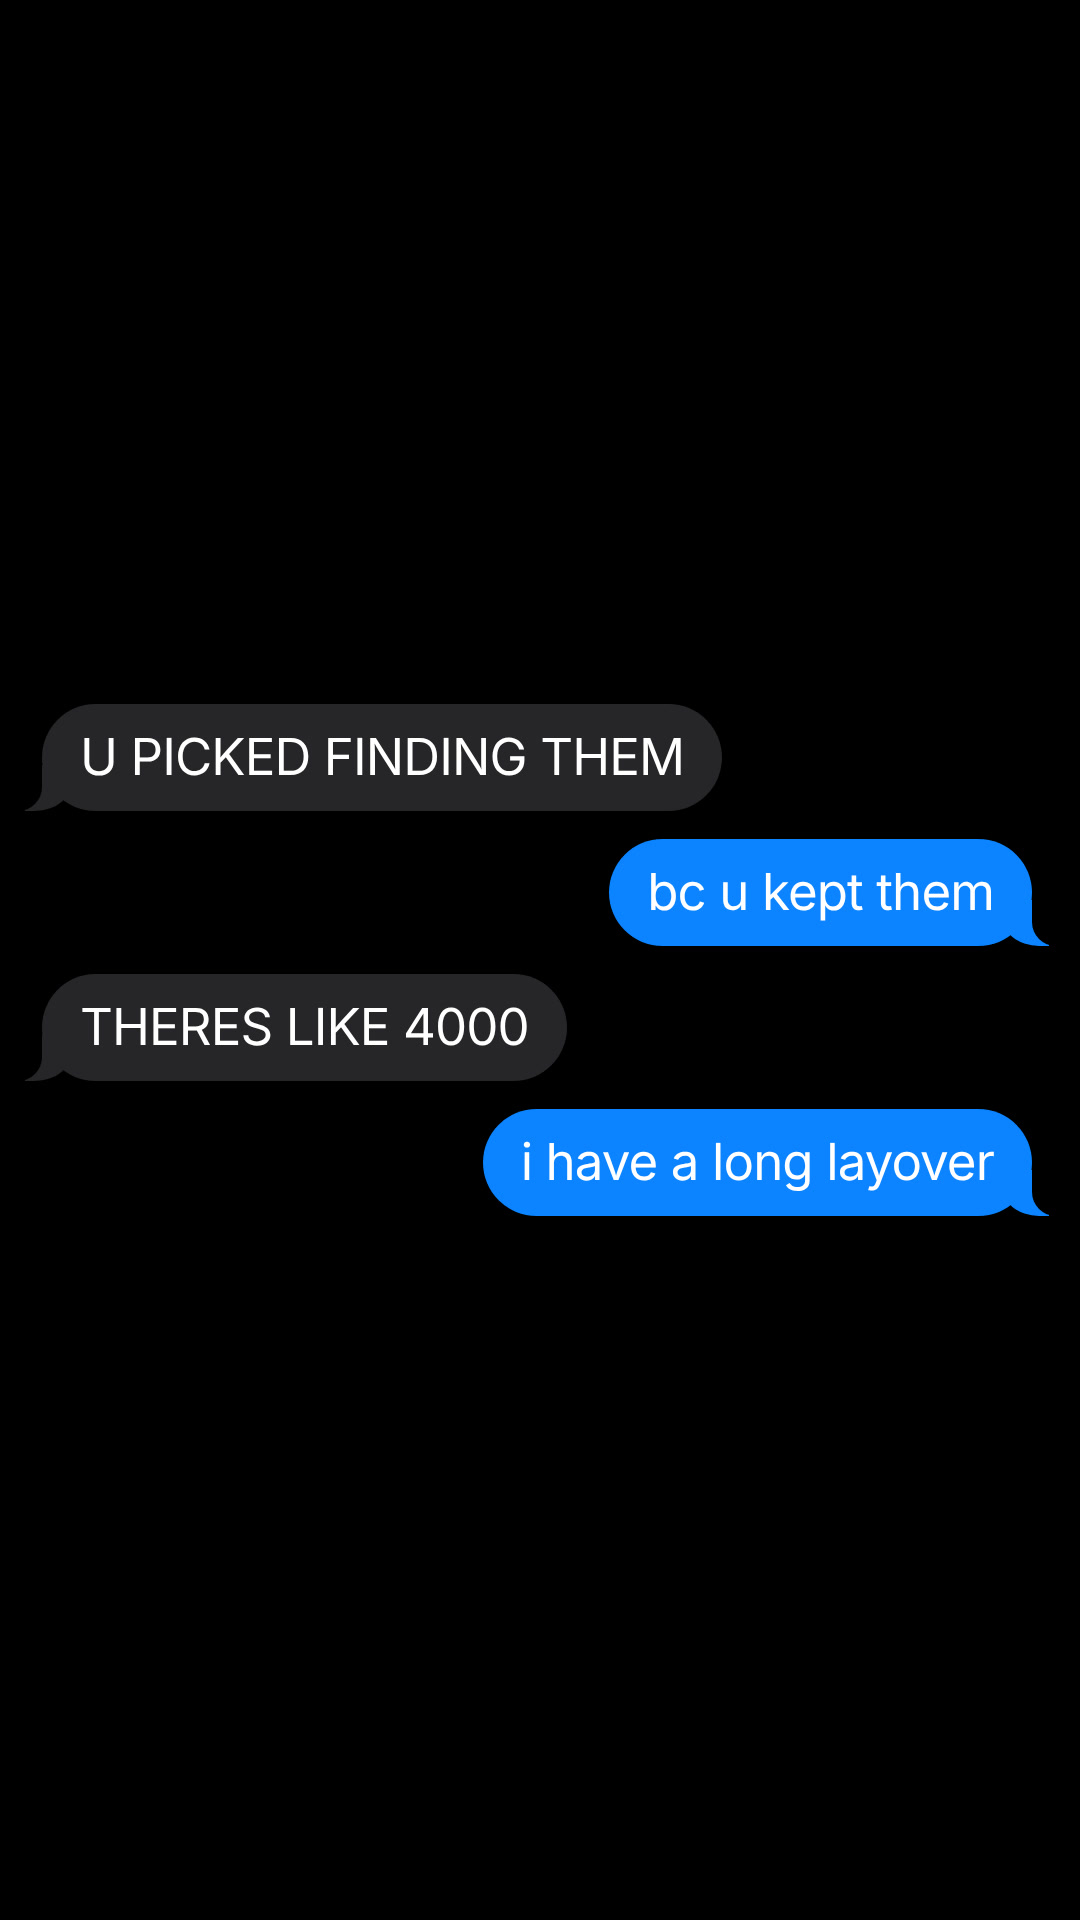 U PICKED FINDING THEM
bc u kept them
THERES LIKE 4000
i have a long layover